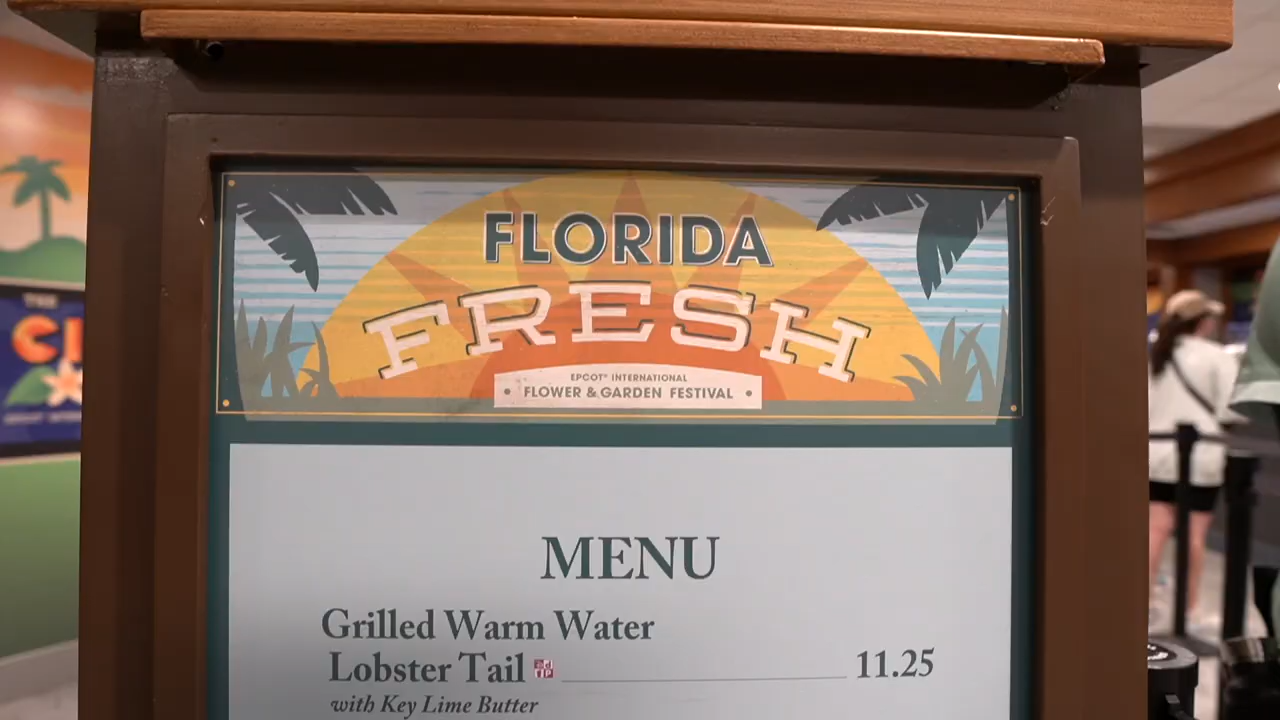 FLORIDA
FRESH
EPCOT® INTERNATIONAL
• FLOWER & GARDEN FESTIVAL •
MENU
Grilled Warm Water
Lobster Tail 11.25
with Key Lime Butter
THE